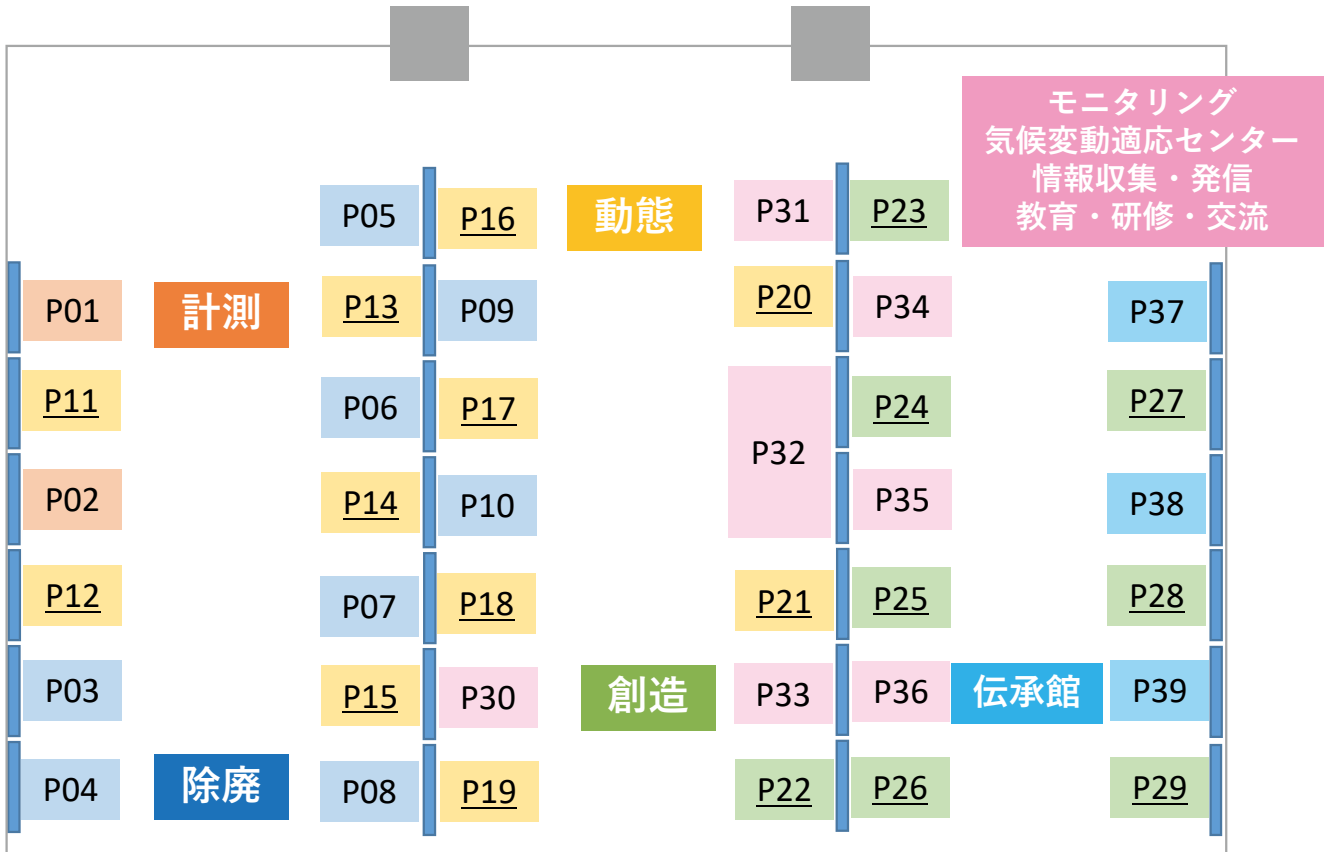 モニタリング
気候変動適応センター
情報収集・発信
教育・研修・交流
P05
P16
動態
P31
P23
P01
計測
P13
P09
P20
P34
P37
P11
P06
P17
P32
P24
P27
P02
P14
P10
P35
P38
P12
P07
P18
P21
P25
P28
P03
P15
P30
創造
P33
P36
伝承館
P39
P04
除廃
P08
P19
P22
P26
P29